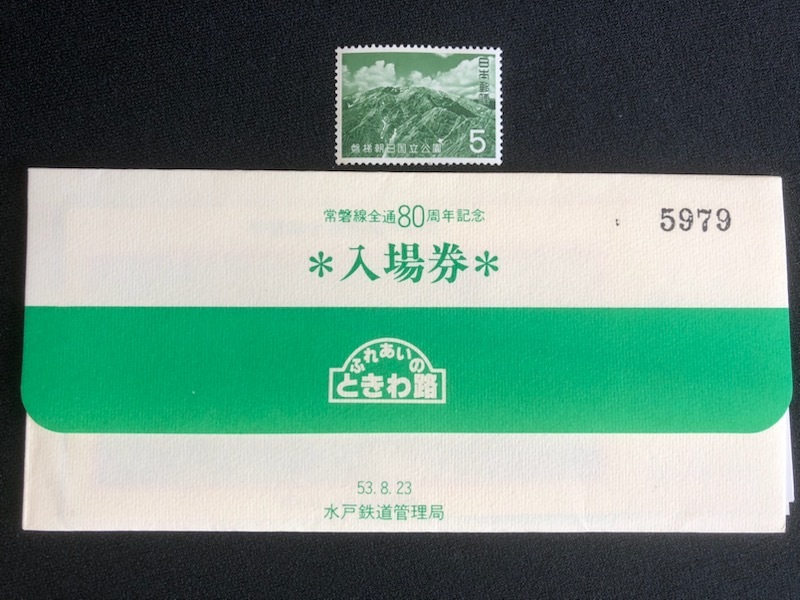 日本郵便
5
磐梯朝日国立公園
常磐線全通80周年記念
5979
*入場券*
ふれあいの
ときわ路
53.8.23
水戸鉄道管理局